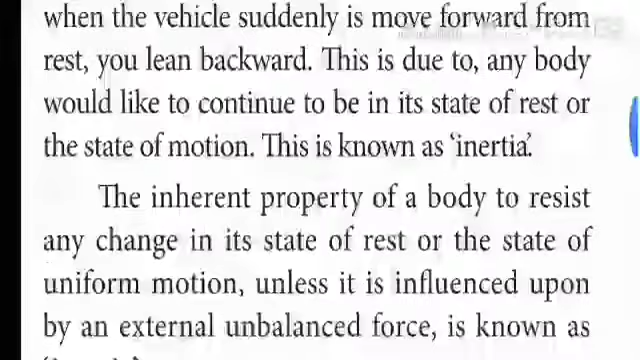 when the vehicle suddenly is move forward from
rest, you lean backward. This is due to, any body
would like to continue to be in its state of rest or
the state of motion. This is known as 'inertia'.
The inherent property of a body to resist
any change in its state of rest or the state of
uniform motion, unless it is influenced upon
by an external unbalanced force, is known as